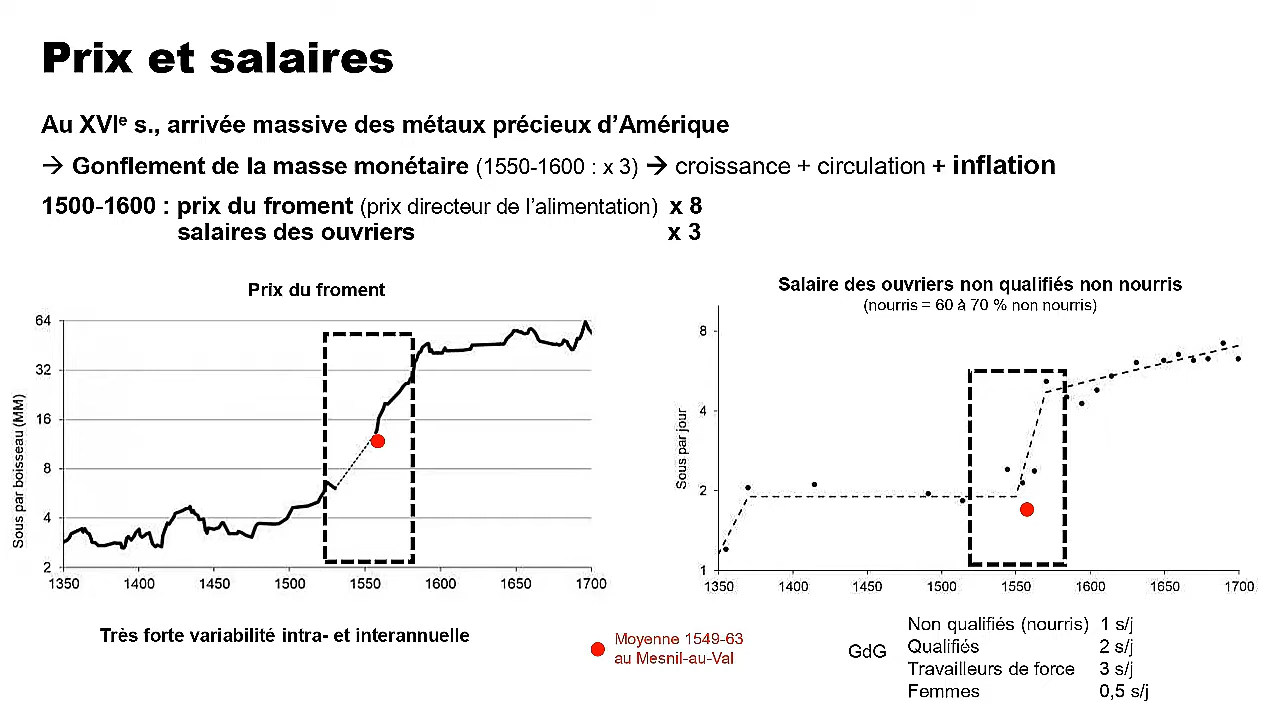 Prix et salaires
Au XVIe s., arrivée massive des métaux précieux d'Amérique
→ Gonflement de la masse monétaire (1550-1600 : x 3) → croissance + circulation + inflation
1500-1600 : prix du froment (prix directeur de l'alimentation) x 8
salaires des ouvriers x 3
Prix du froment
Sous par boisseau (MM)
64
32
16
8
4
2
1350 1400 1450 1500 1550 1600 1650 1700
Très forte variabilité intra- et interannuelle
Salaire des ouvriers non qualifiés non nourris
(nourris = 60 à 70 % non nourris)
Sous par jour
8
4
2
1
1350 1400 1450 1500 1550 1600 1650 1700
Moyenne 1549-63
au Mesnil-au-Val
GdG
Non qualifiés (nourris) 1 s/j
Qualifiés 2 s/j
Travailleurs de force 3 s/j
Femmes 0,5 s/j